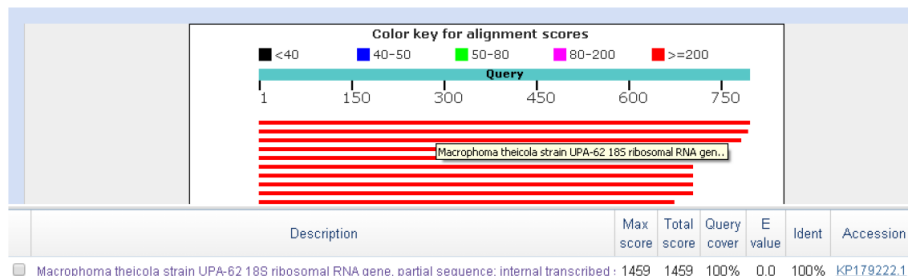 Color key for alignment scores
<40 40-50 50-80 80-200 >=200
Query
1 150 300 450 600 750
Macrophoma theicola strain UPA-62 18S ribosomal RNA gen..
Description Max score Total score Query cover E value Ident Accession
Macrophoma theicola strain UPA-62 18S ribosomal RNA gene, partial sequence; internal transcribed : 1459 1459 100% 0.0 100% KP179222.1